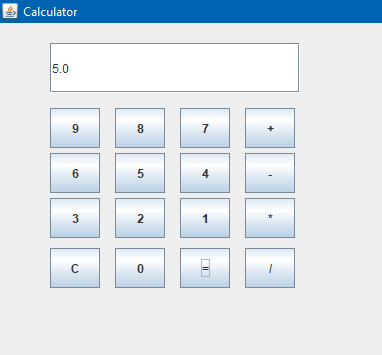 Calculator
5.0
9 8 7 +
6 5 4 -
3 2 1 *
C 0 = /